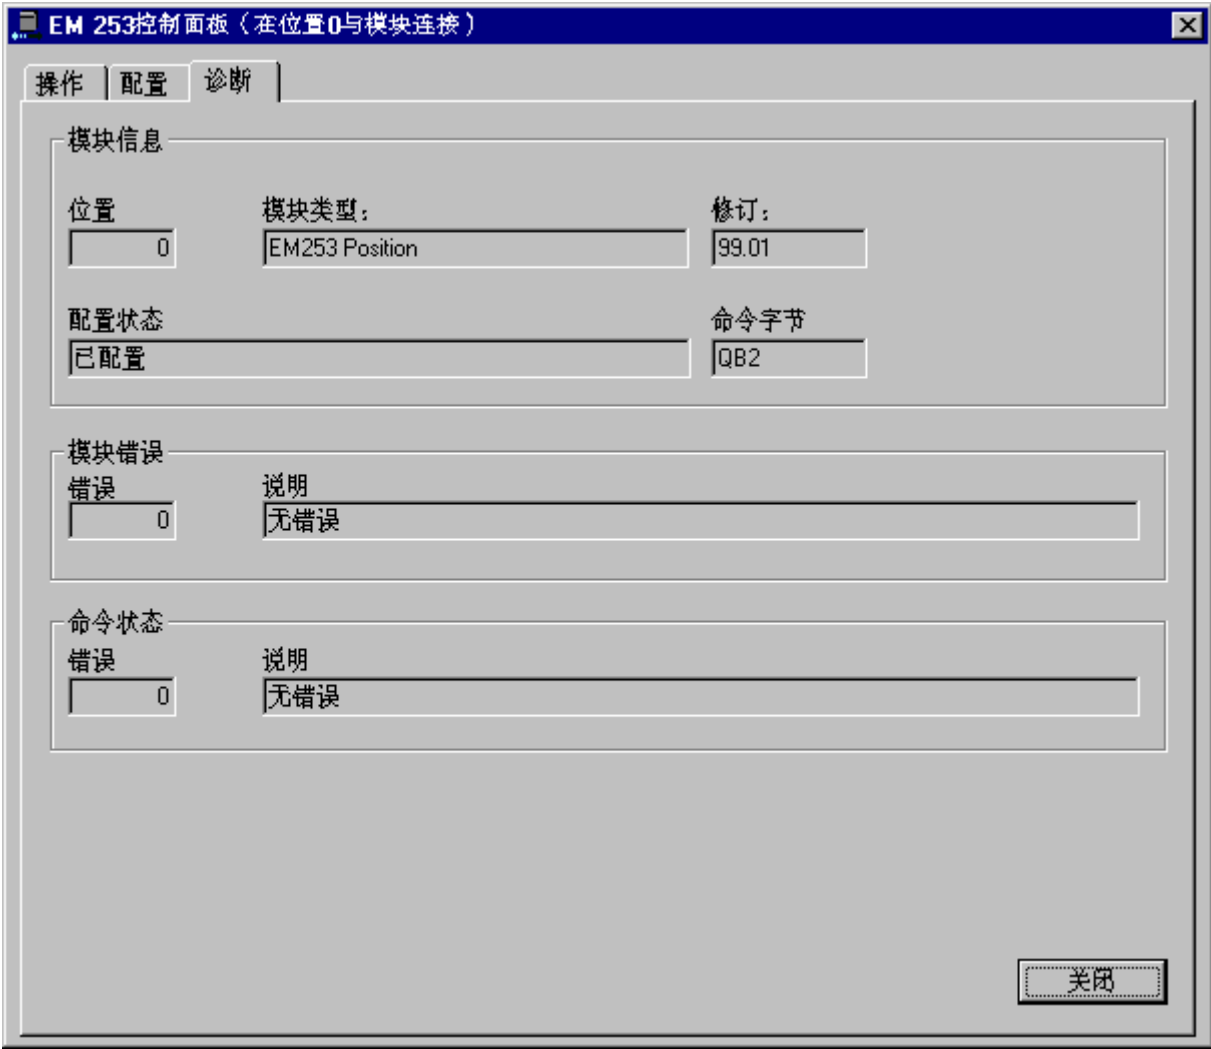 EM 253控制面板（在位置0与模块连接）
操作 配置 诊断
模块信息
位置 模块类型： 修订：
0 EM253 Position 99.01
配置状态 命令字节
已配置 QB2
模块错误
错误 说明
0 无错误
命令状态
错误 说明
0 无错误
关闭